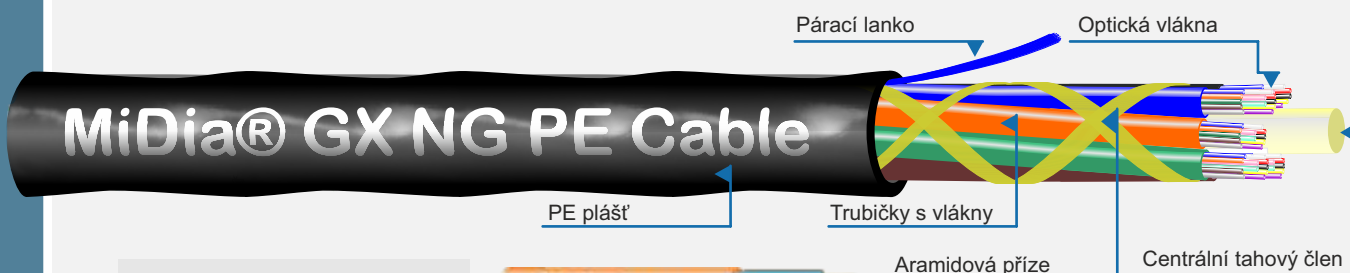 Párací lanko
Optická vlákna
MiDia® GX NG PE Cable
PE plášť
Trubičky s vlákny
Aramidová příze
Centrální tahový člen